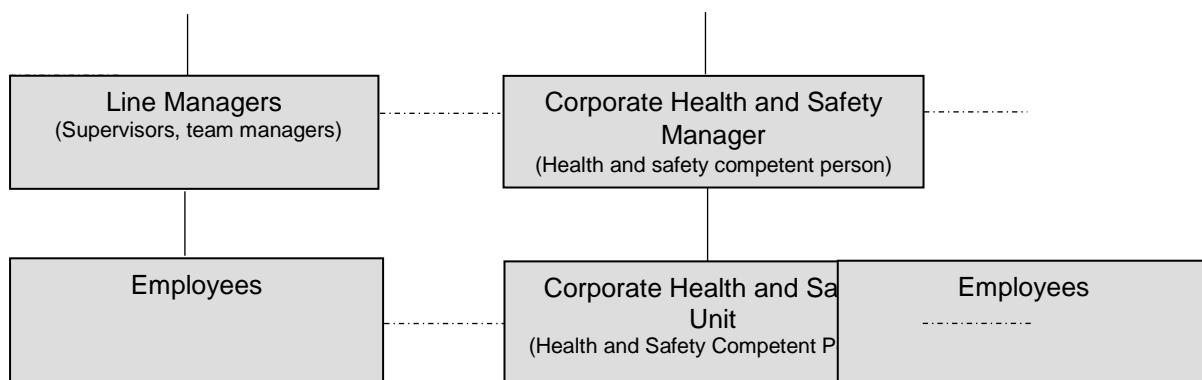 Line Managers
(Supervisors, team managers)
Corporate Health and Safety
Manager
(Health and safety competent person)
Employees
Corporate Health and Sa
Unit
(Health and Safety Competent P
Employees